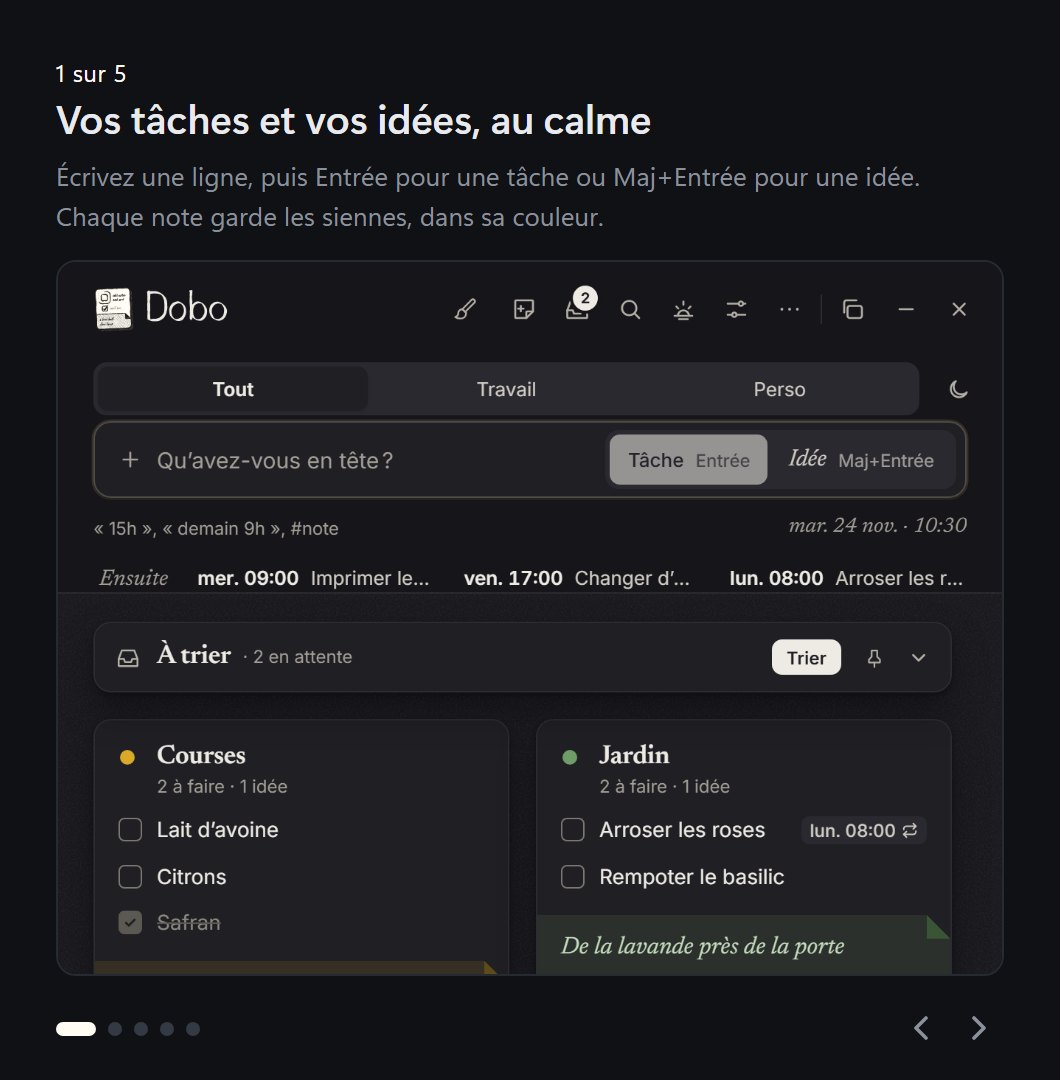 1 sur 5
Vos tâches et vos idées, au calme
Écrivez une ligne, puis Entrée pour une tâche ou Maj+Entrée pour une idée.
Chaque note garde les siennes, dans sa couleur.
Dobo
2
Tout
Travail
Perso
Qu’avez-vous en tête ?
Tâche Entrée
Idée Maj+Entrée
« 15h », « demain 9h », #note
mar. 24 nov. · 10:30
Ensuite mer. 09:00 Imprimer le… ven. 17:00 Changer d’… lun. 08:00 Arroser les r…
À trier · 2 en attente
Trier
Courses
2 à faire · 1 idée
Lait d’avoine
Citrons
Safran
Jardin
2 à faire · 1 idée
Arroser les roses lun. 08:00
Rempoter le basilic
De la lavande près de la porte